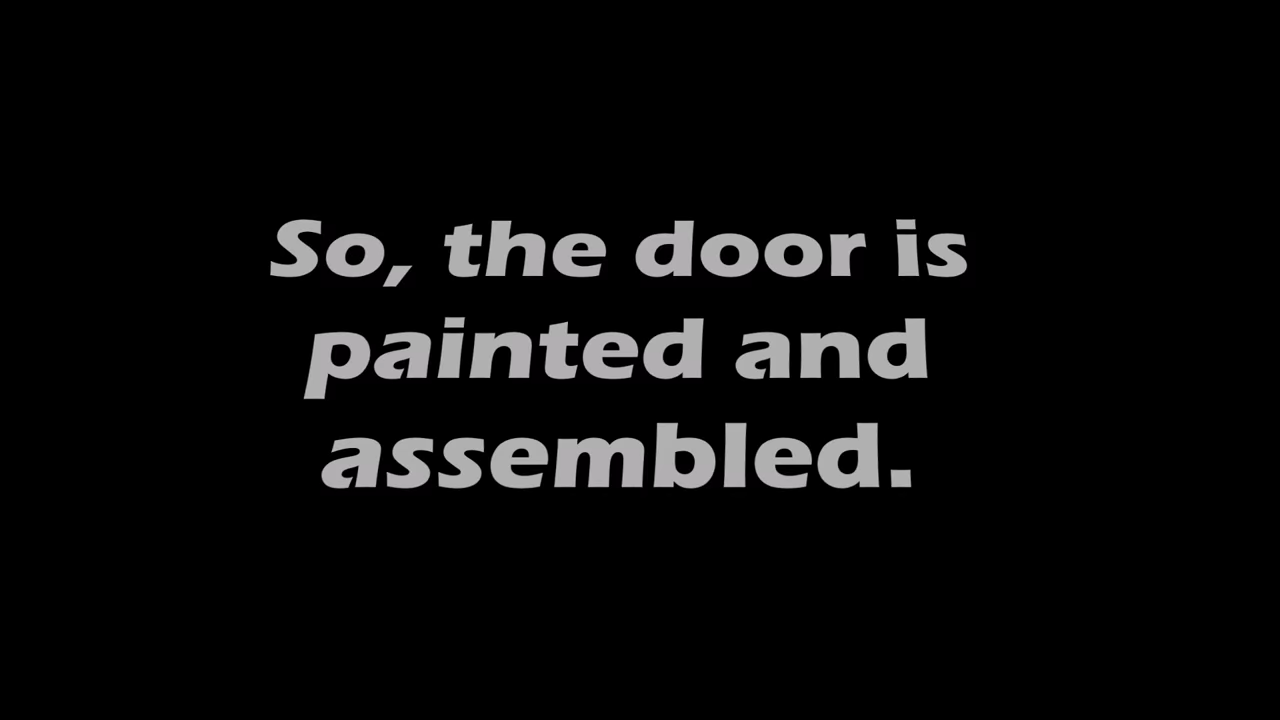 So, the door is
painted and
assembled.